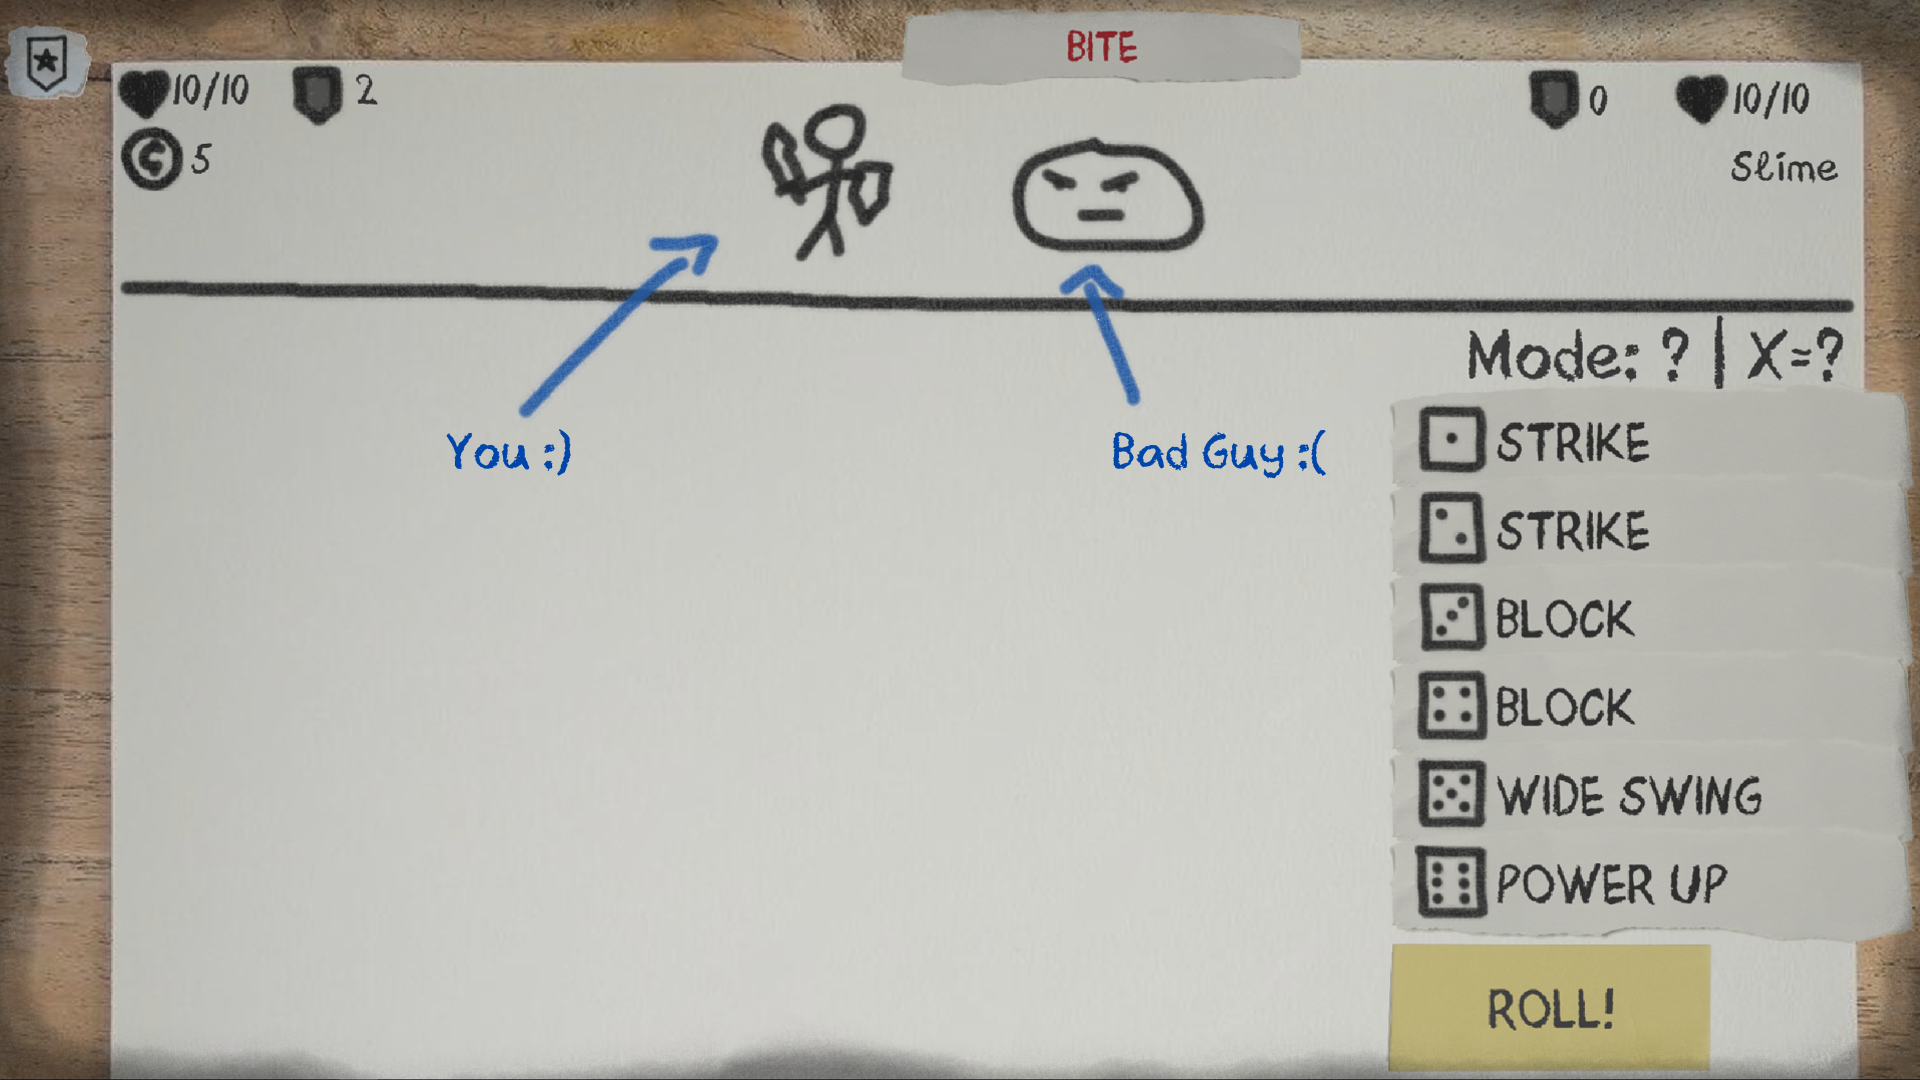 BITE
10/10 2
5
0 10/10
Slime
You :)
Bad Guy :(
Mode: ? | X=?
STRIKE
STRIKE
BLOCK
BLOCK
WIDE SWING
POWER UP
ROLL!